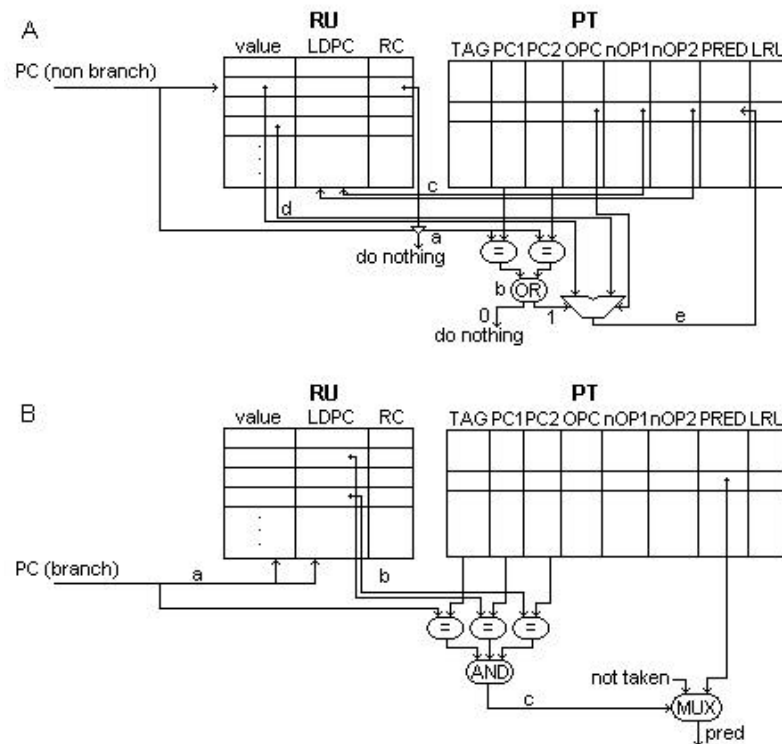 A
RU PT
value LDPC RC TAG PC1 PC2 OPC nOP1 nOP2 PRED LRU
PC (non branch)
c
d
a
= =
do nothing
b OR
0 1 e
do nothing
B
RU PT
value LDPC RC TAG PC1 PC2 OPC nOP1 nOP2 PRED LRU
PC (branch)
a b
= = =
AND
not taken
c
MUX
pred